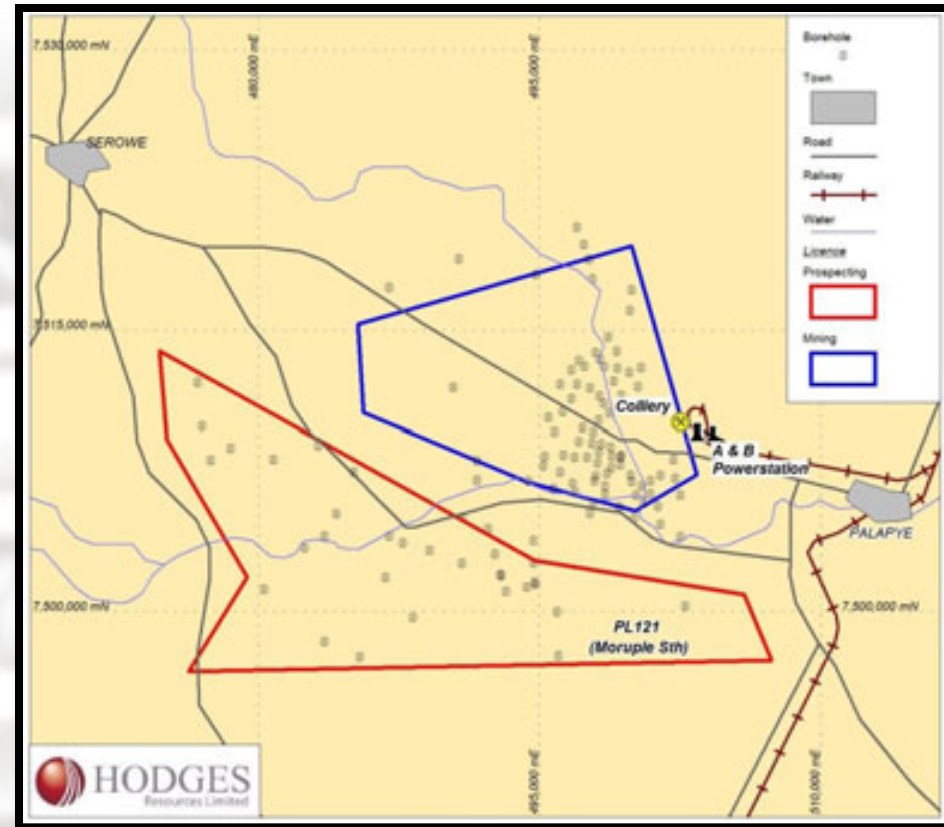 7,530,000 mN
480,000 mE
495,000 mE
SEROWE
Borehole
Town
Road
Railway
Water
Licence
Prospecting
Mining
7,515,000 mN
Colliery
A & B
Powerstation
PALAPYE
7,500,000 mN
7,500,000 mN
PL121
(Moruple Sth)
495,000 mE
510,000 mE
HODGES
Resources Limited